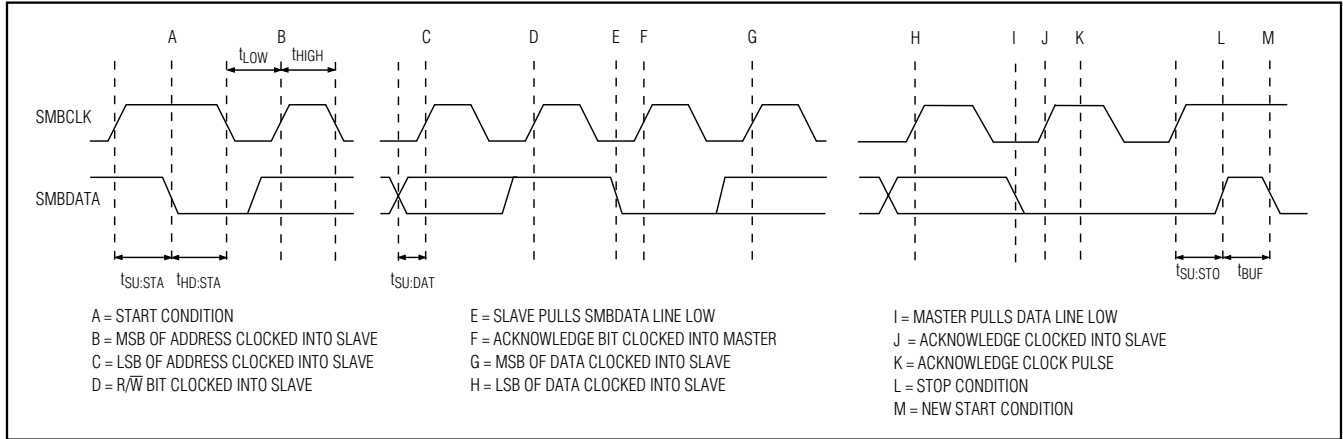 A B C D E F G H I J K L M
tLOW tHIGH
SMBCLK
SMBDATA
tSU:STA tHD:STA tSU:DAT tSU:STO tBUF
A = START CONDITION
B = MSB OF ADDRESS CLOCKED INTO SLAVE
C = LSB OF ADDRESS CLOCKED INTO SLAVE
D = R/W̅ BIT CLOCKED INTO SLAVE
E = SLAVE PULLS SMBDATA LINE LOW
F = ACKNOWLEDGE BIT CLOCKED INTO MASTER
G = MSB OF DATA CLOCKED INTO SLAVE
H = LSB OF DATA CLOCKED INTO SLAVE
I = MASTER PULLS DATA LINE LOW
J = ACKNOWLEDGE CLOCKED INTO SLAVE
K = ACKNOWLEDGE CLOCK PULSE
L = STOP CONDITION
M = NEW START CONDITION